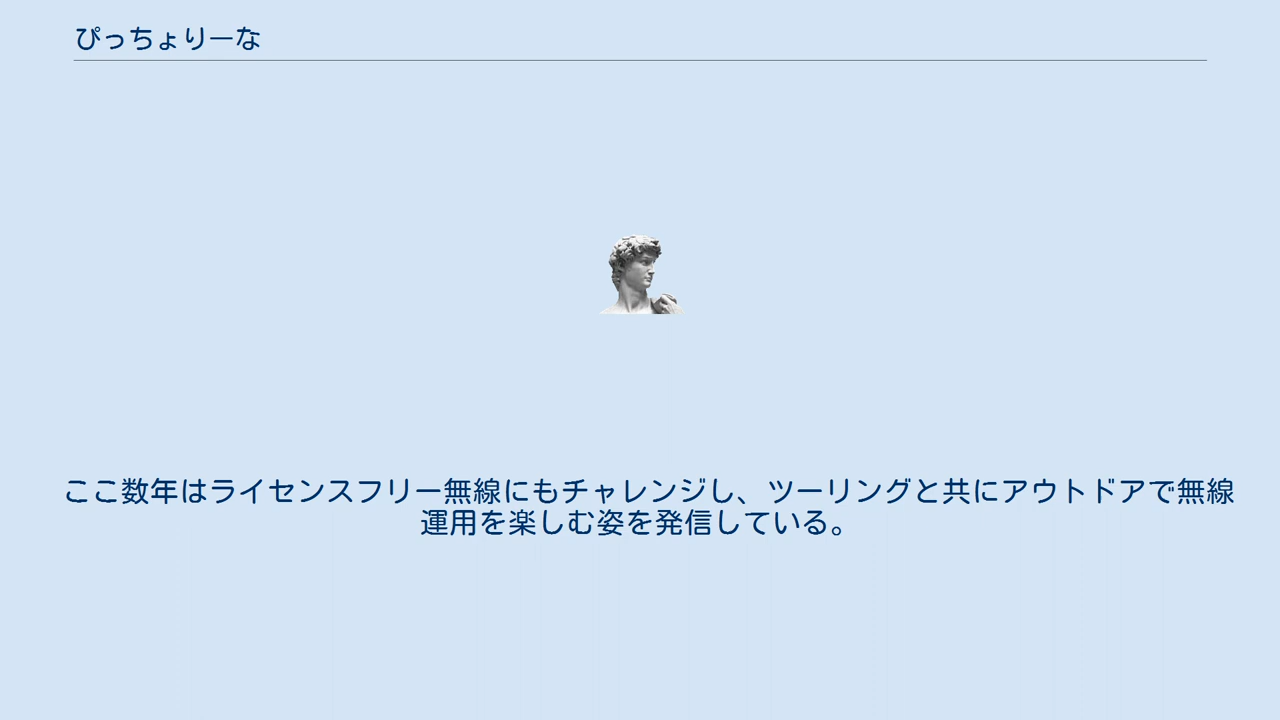 ぴっちょりーな
ここ数年はライセンスフリー無線にもチャレンジし、ツーリングと共にアウトドアで無線
運用を楽しむ姿を発信している。